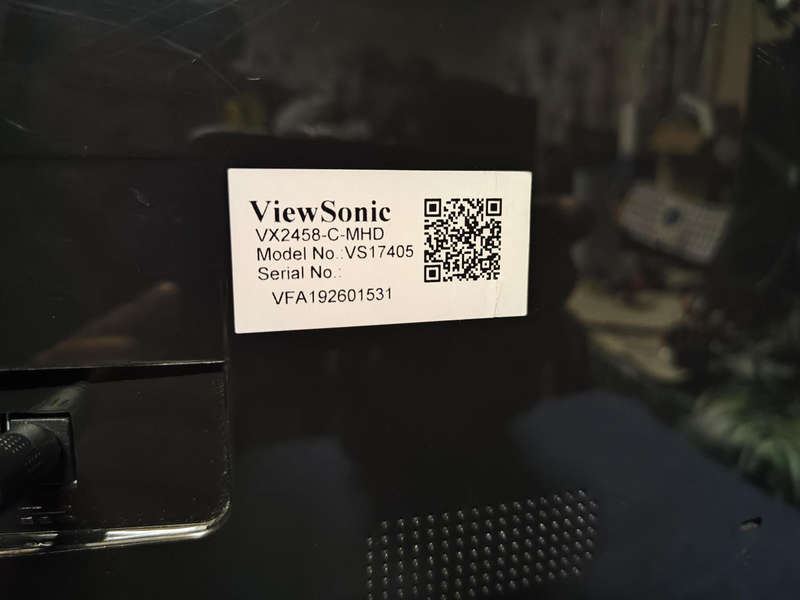 ViewSonic
VX2458-C-MHD
Model No.:VS17405
Serial No.:
VFA192601531